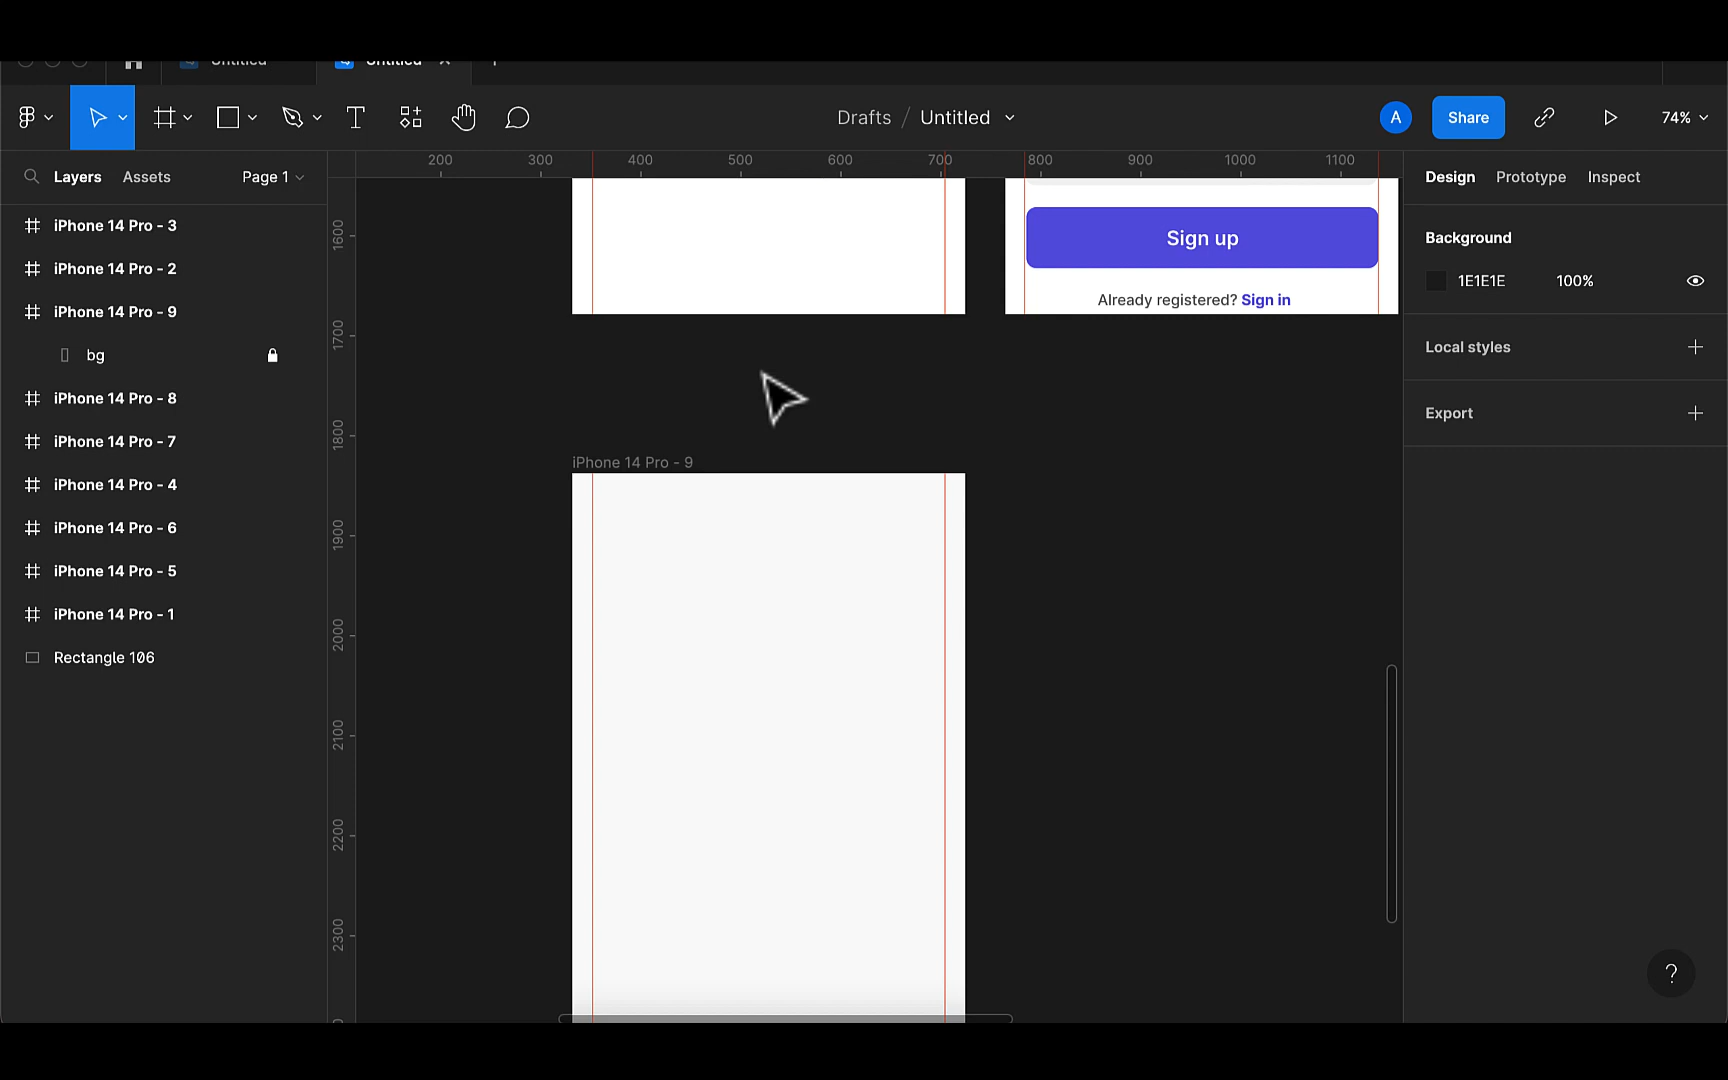 Untitled
Untitled
Drafts / Untitled
A
Share
74%
Layers
Assets
Page 1
200
300
400
500
600
700
800
900
1000
1100
Design
Prototype
Inspect
iPhone 14 Pro - 3
iPhone 14 Pro - 2
iPhone 14 Pro - 9
bg
iPhone 14 Pro - 8
iPhone 14 Pro - 7
iPhone 14 Pro - 4
iPhone 14 Pro - 6
iPhone 14 Pro - 5
iPhone 14 Pro - 1
Rectangle 106
1600
1700
1800
1900
2000
2100
2200
2300
Sign up
Already registered? Sign in
iPhone 14 Pro - 9
Background
1E1E1E
100%
Local styles
Export
?